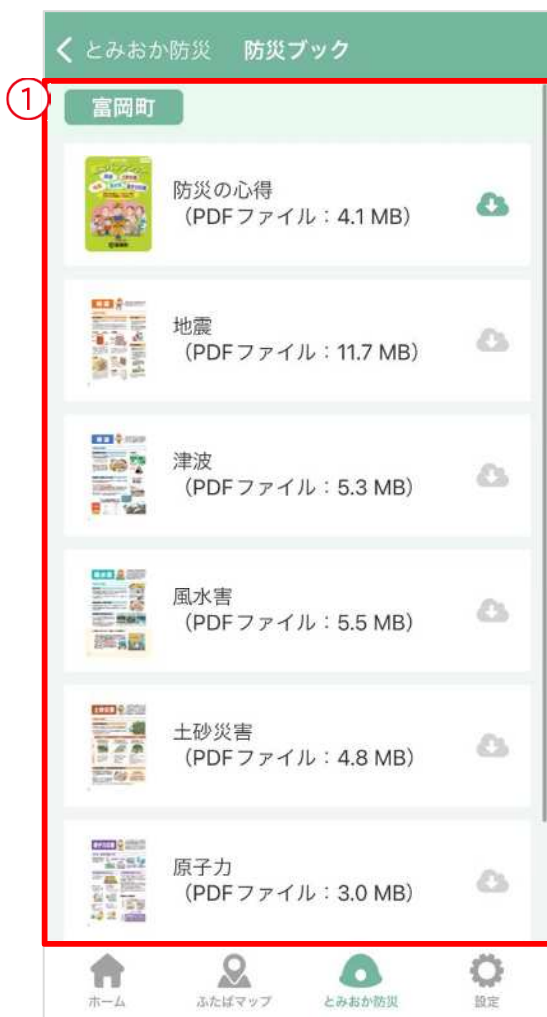 とみおか防災 防災ブック
①
富岡町
防災の心得
(PDFファイル:4.1 MB)
地震
(PDFファイル:11.7 MB)
津波
(PDFファイル:5.3 MB)
風水害
(PDFファイル:5.5 MB)
土砂災害
(PDFファイル:4.8 MB)
原子力
(PDFファイル:3.0 MB)
ホーム ふたばマップ とみおか防災 設定